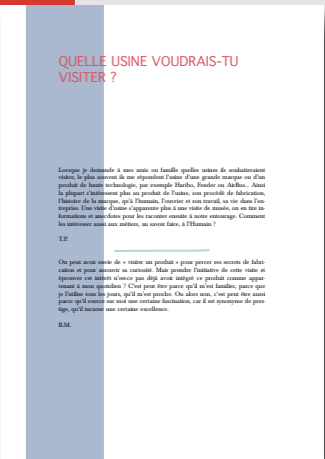 QUELLE USINE VOUDRAIS-TU
VISITER ?
Lorsque je demande à mes amis ou famille quelles usines ils souhaiteraient
visiter, le plus souvent ils me répondent l'usine d'une grande marque ou d'un
produit de haute technologie, par exemple Haribo, Fender ou AirBus... Ainsi
la plupart s'intéressent plus au produit de l'usine, son procédé de fabrication,
l'histoire de la marque, qu'à l'humain, l'ouvrier et son travail, sa vie dans l'en-
treprise. Une visite d'usine s'apparente plus à une visite de musée, on en tire in-
formations et anecdotes pour les raconter ensuite à notre entourage. Comment
les intéresser aussi aux métiers, au savoir faire, à l'Humain ?
T.P.
On peut avoir envie de « visiter un produit » pour percer ses secrets de fabri-
cation et pour assouvir sa curiosité. Mais prendre l'initiative de cette visite et
éprouver cet intérêt n'est-ce pas déjà avoir intégré ce produit comme appar-
tenant à mon quotidien ? C'est peut être parce qu'il m'est familier, parce que
je l'utilise tous les jours, qu'il m'est proche. Ou alors non, c'est peut être aussi
parce qu'il exerce sur moi une certaine fascination, car il est synonyme de pres-
tige, qu'il incarne une certaine excellence.
B.M.